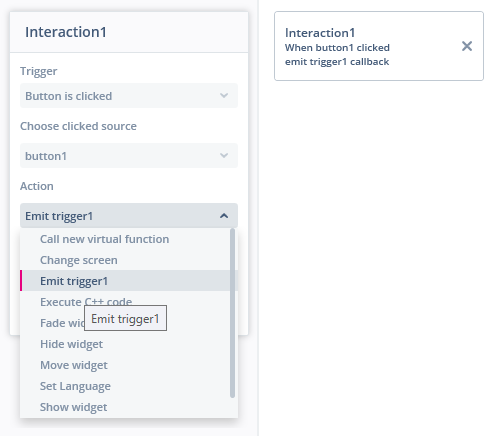 Interaction1
Trigger
Button is clicked
Choose clicked source
button1
Action
Emit trigger1
Call new virtual function
Change screen
Emit trigger1
Execute C++ code
Fade
Emit trigger1
Hide widget
Move widget
Set Language
Show widget
Interaction1
When button1 clicked
emit trigger1 callback